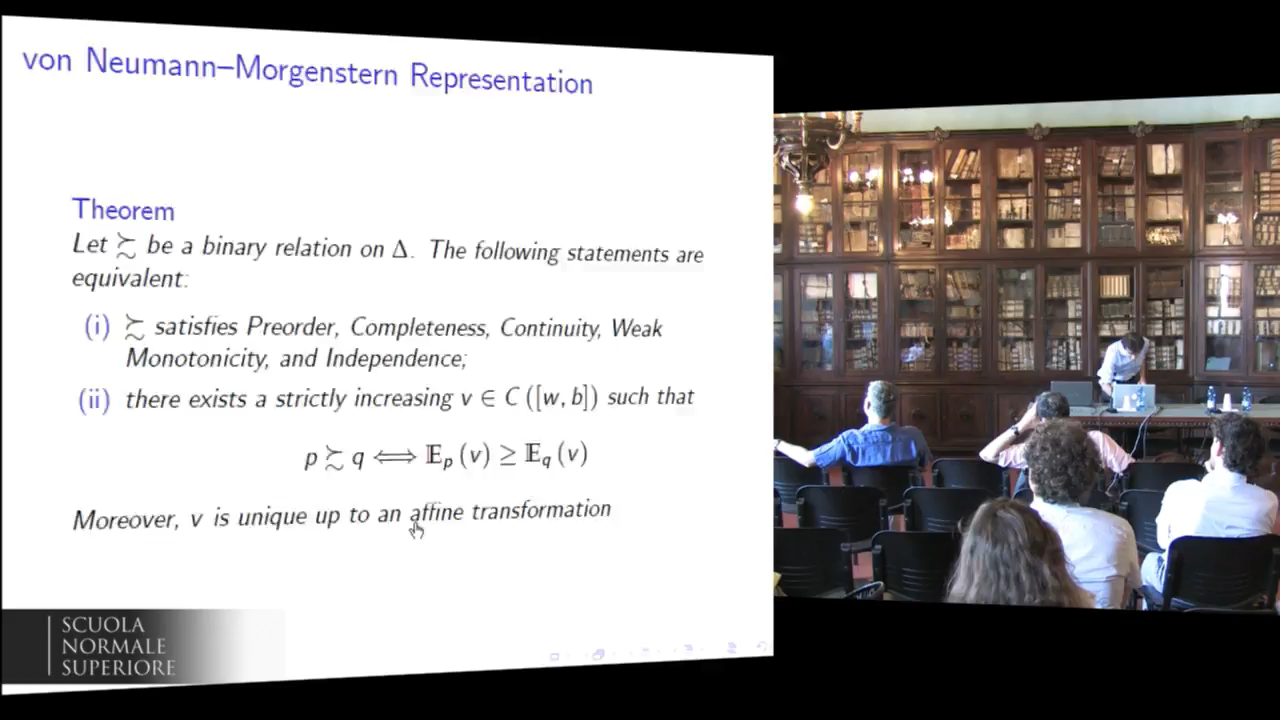 von Neumann–Morgenstern Representation
Theorem
Let ≿ be a binary relation on Δ. The following statements are
equivalent:
(i) ≿ satisfies Preorder, Completeness, Continuity, Weak
Monotonicity, and Independence;
(ii) there exists a strictly increasing v ∈ C ([w, b]) such that
p ≿ q ⟺ 𝔼p (v) ≥ 𝔼q (v)
Moreover, v is unique up to an affine transformation
SCUOLA
NORMALE
SUPERIORE